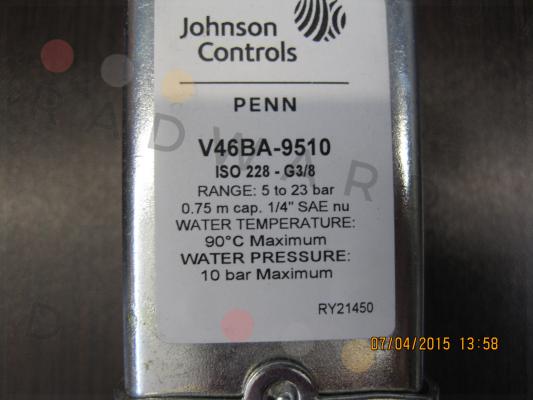 Johnson
Controls
PENN
V46BA-9510
ISO 228 - G3/8
RANGE: 5 to 23 bar
0.75 m cap. 1/4" SAE nu
WATER TEMPERATURE:
90°C Maximum
WATER PRESSURE:
10 bar Maximum
RY21450
07/04/2015 13:58